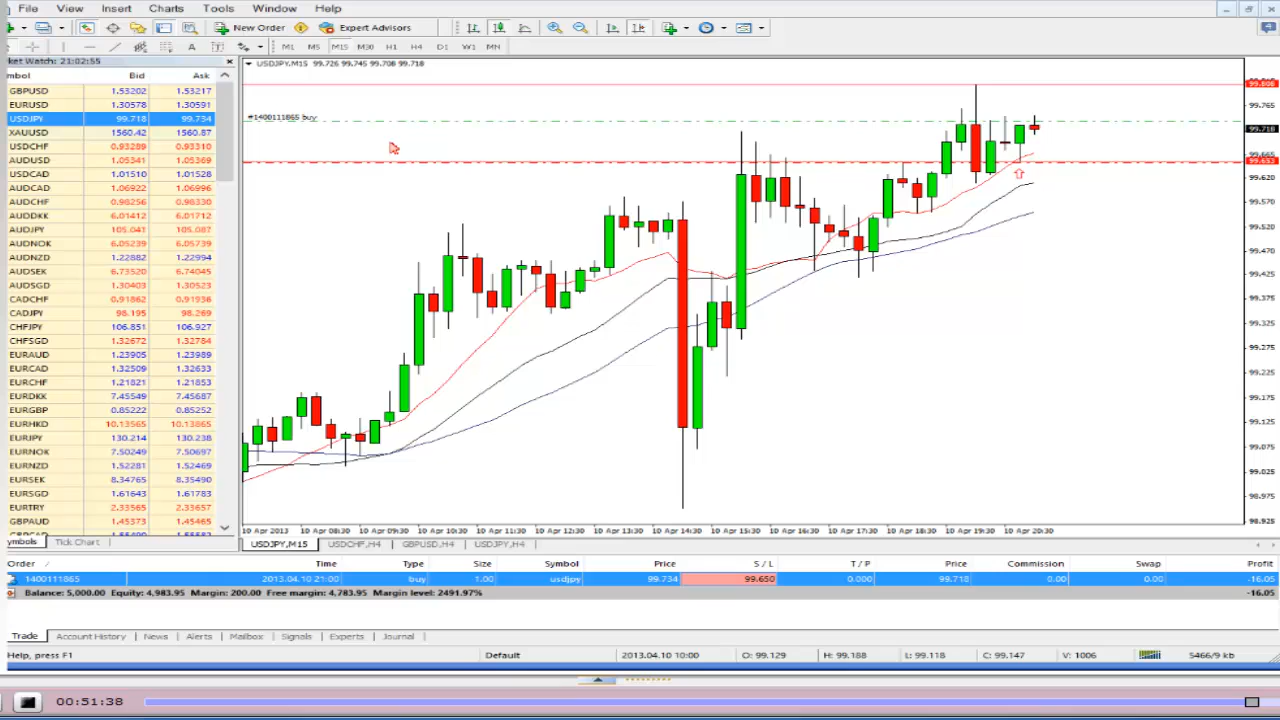 File View Insert Charts Tools Window Help
New Order Expert Advisors
A T M1 M5 M15 M30 H1 H4 D1 W1 MN
ket Watch: 21:02:55
mbol Bid Ask
GBPUSD 1.53202 1.53217
EURUSD 1.30578 1.30591
USDJPY 99.718 99.734
XAUUSD 1560.42 1560.87
USDCHF 0.93289 0.93310
AUDUSD 1.05341 1.05369
USDCAD 1.01510 1.01528
AUDCAD 1.06922 1.06948
AUDCHF 0.98256 0.98330
AUDDKK 6.01412 6.01712
AUDJPY 105.041 105.087
AUDNOK 6.05239 6.05739
AUDNZD 1.22882 1.22994
AUDSEK 6.73520 6.74045
AUDSGD 1.30403 1.30523
CADCHF 0.91862 0.91936
CADJPY 98.195 98.269
CHFJPY 106.851 106.927
CHFSGD 1.32672 1.32784
EURAUD 1.23905 1.23989
EURCAD 1.32509 1.32633
EURCHF 1.21821 1.21853
EURDKK 7.45549 7.45687
EURGBP 0.85222 0.85252
EURHKD 10.13565 10.13865
EURJPY 130.214 130.238
EURNOK 7.50249 7.50697
EURNZD 1.52281 1.52469
EURSEK 8.34765 8.35490
EURSGD 1.61643 1.61783
EURTRY 2.33565 2.33657
GBPAUD 1.45373 1.45465
ymbols Tick Chart
USDJPY,M15 99.726 99.745 99.708 99.718
#1400111865 buy
99.808
99.765
99.718
99.665
99.653
99.620
99.570
99.520
99.470
99.425
99.375
99.325
99.275
99.225
99.175
99.125
99.075
99.025
98.975
98.925
10 Apr 2013 10 Apr 08:30 10 Apr 09:30 10 Apr 10:30 10 Apr 11:30 10 Apr 12:30 10 Apr 13:30 10 Apr 14:30 10 Apr 15:30 10 Apr 16:30 10 Apr 17:30 10 Apr 18:30 10 Apr 19:30 10 Apr 20:30
USDJPY,M15 USDCHF,H4 GBPUSD,H4 USDJPY,H4
Order Time Type Size Symbol Price S / L T / P Price Commission Swap Profit
1400111865 2013.04.10 21:00 buy 1.00 usdjpy 99.734 99.650 0.000 99.718 0.00 0.00 -16.05
Balance: 5,000.00 Equity: 4,983.95 Margin: 200.00 Free margin: 4,783.95 Margin level: 2491.97% -16.05
Trade Account History News Alerts Mailbox Signals Experts Journal
Help, press F1 Default 2013.04.10 10:00 O: 99.129 H: 99.188 L: 99.118 C: 99.147 V: 1006 5466/9 kb
00:51:38